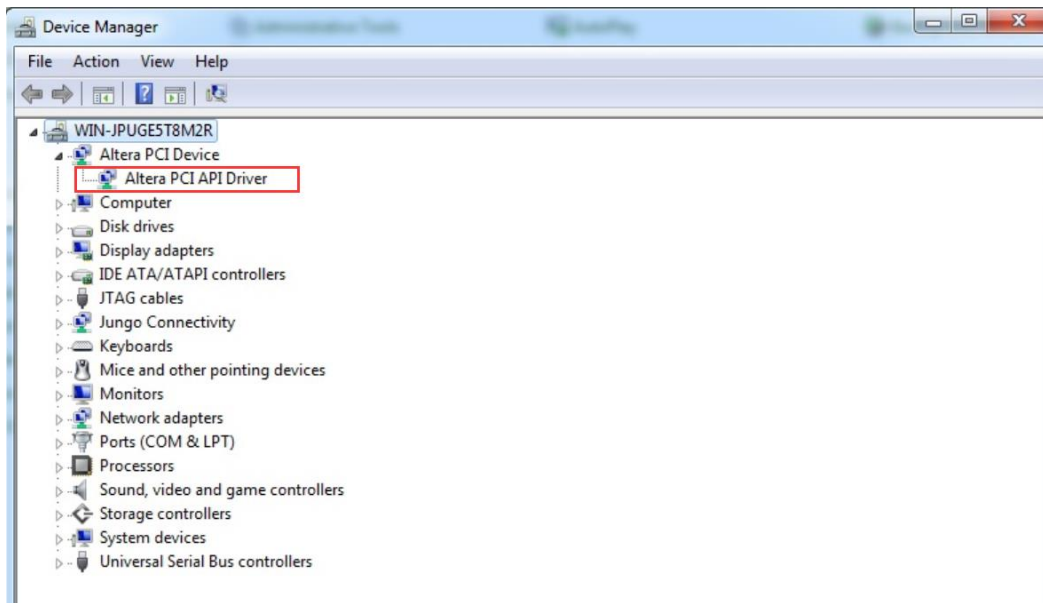 Device Manager
File Action View Help
WIN-JPUGE5T8M2R
Altera PCI Device
Altera PCI API Driver
Computer
Disk drives
Display adapters
IDE ATA/ATAPI controllers
JTAG cables
Jungo Connectivity
Keyboards
Mice and other pointing devices
Monitors
Network adapters
Ports (COM & LPT)
Processors
Sound, video and game controllers
Storage controllers
System devices
Universal Serial Bus controllers